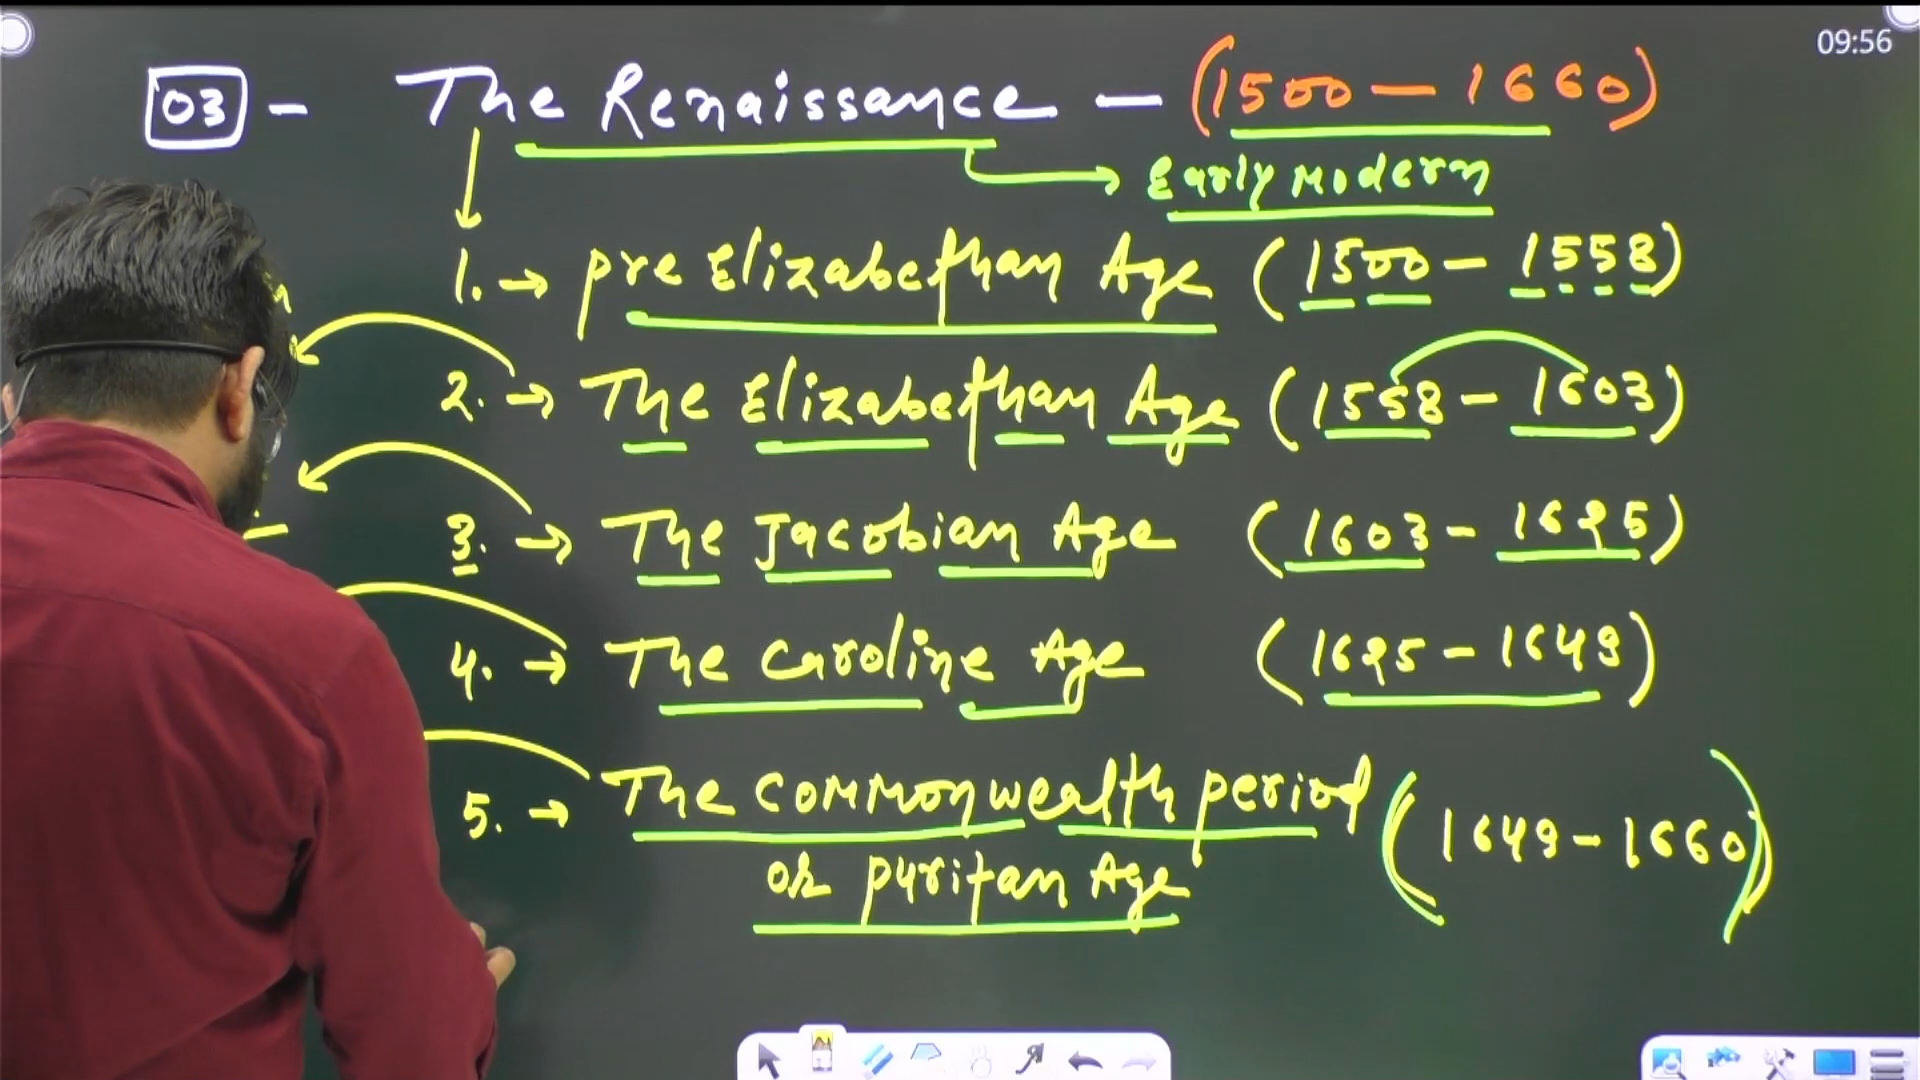 09:56
03 - The Renaissance - (1500 - 1660)
Early Modern
1. → Pre Elizabethan Age (1500 - 1558)
2. → The Elizabethan Age (1558 - 1603)
3. → The Jacobian Age (1603 - 1625)
4. → The Caroline Age (1625 - 1649)
5. → The Commonwealth period (1649 - 1660)
or Puritan Age